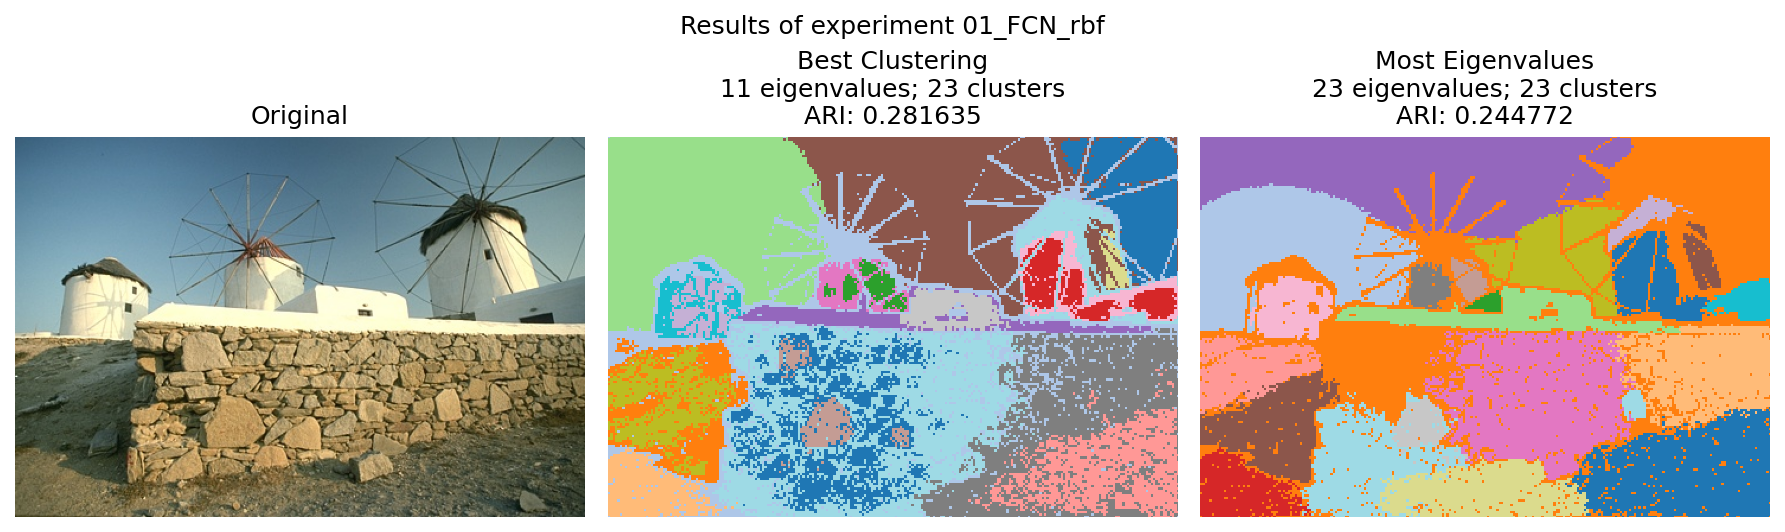 Results of experiment 01_FCN_rbf
Original
Best Clustering
11 eigenvalues; 23 clusters
ARI: 0.281635
Most Eigenvalues
23 eigenvalues; 23 clusters
ARI: 0.244772